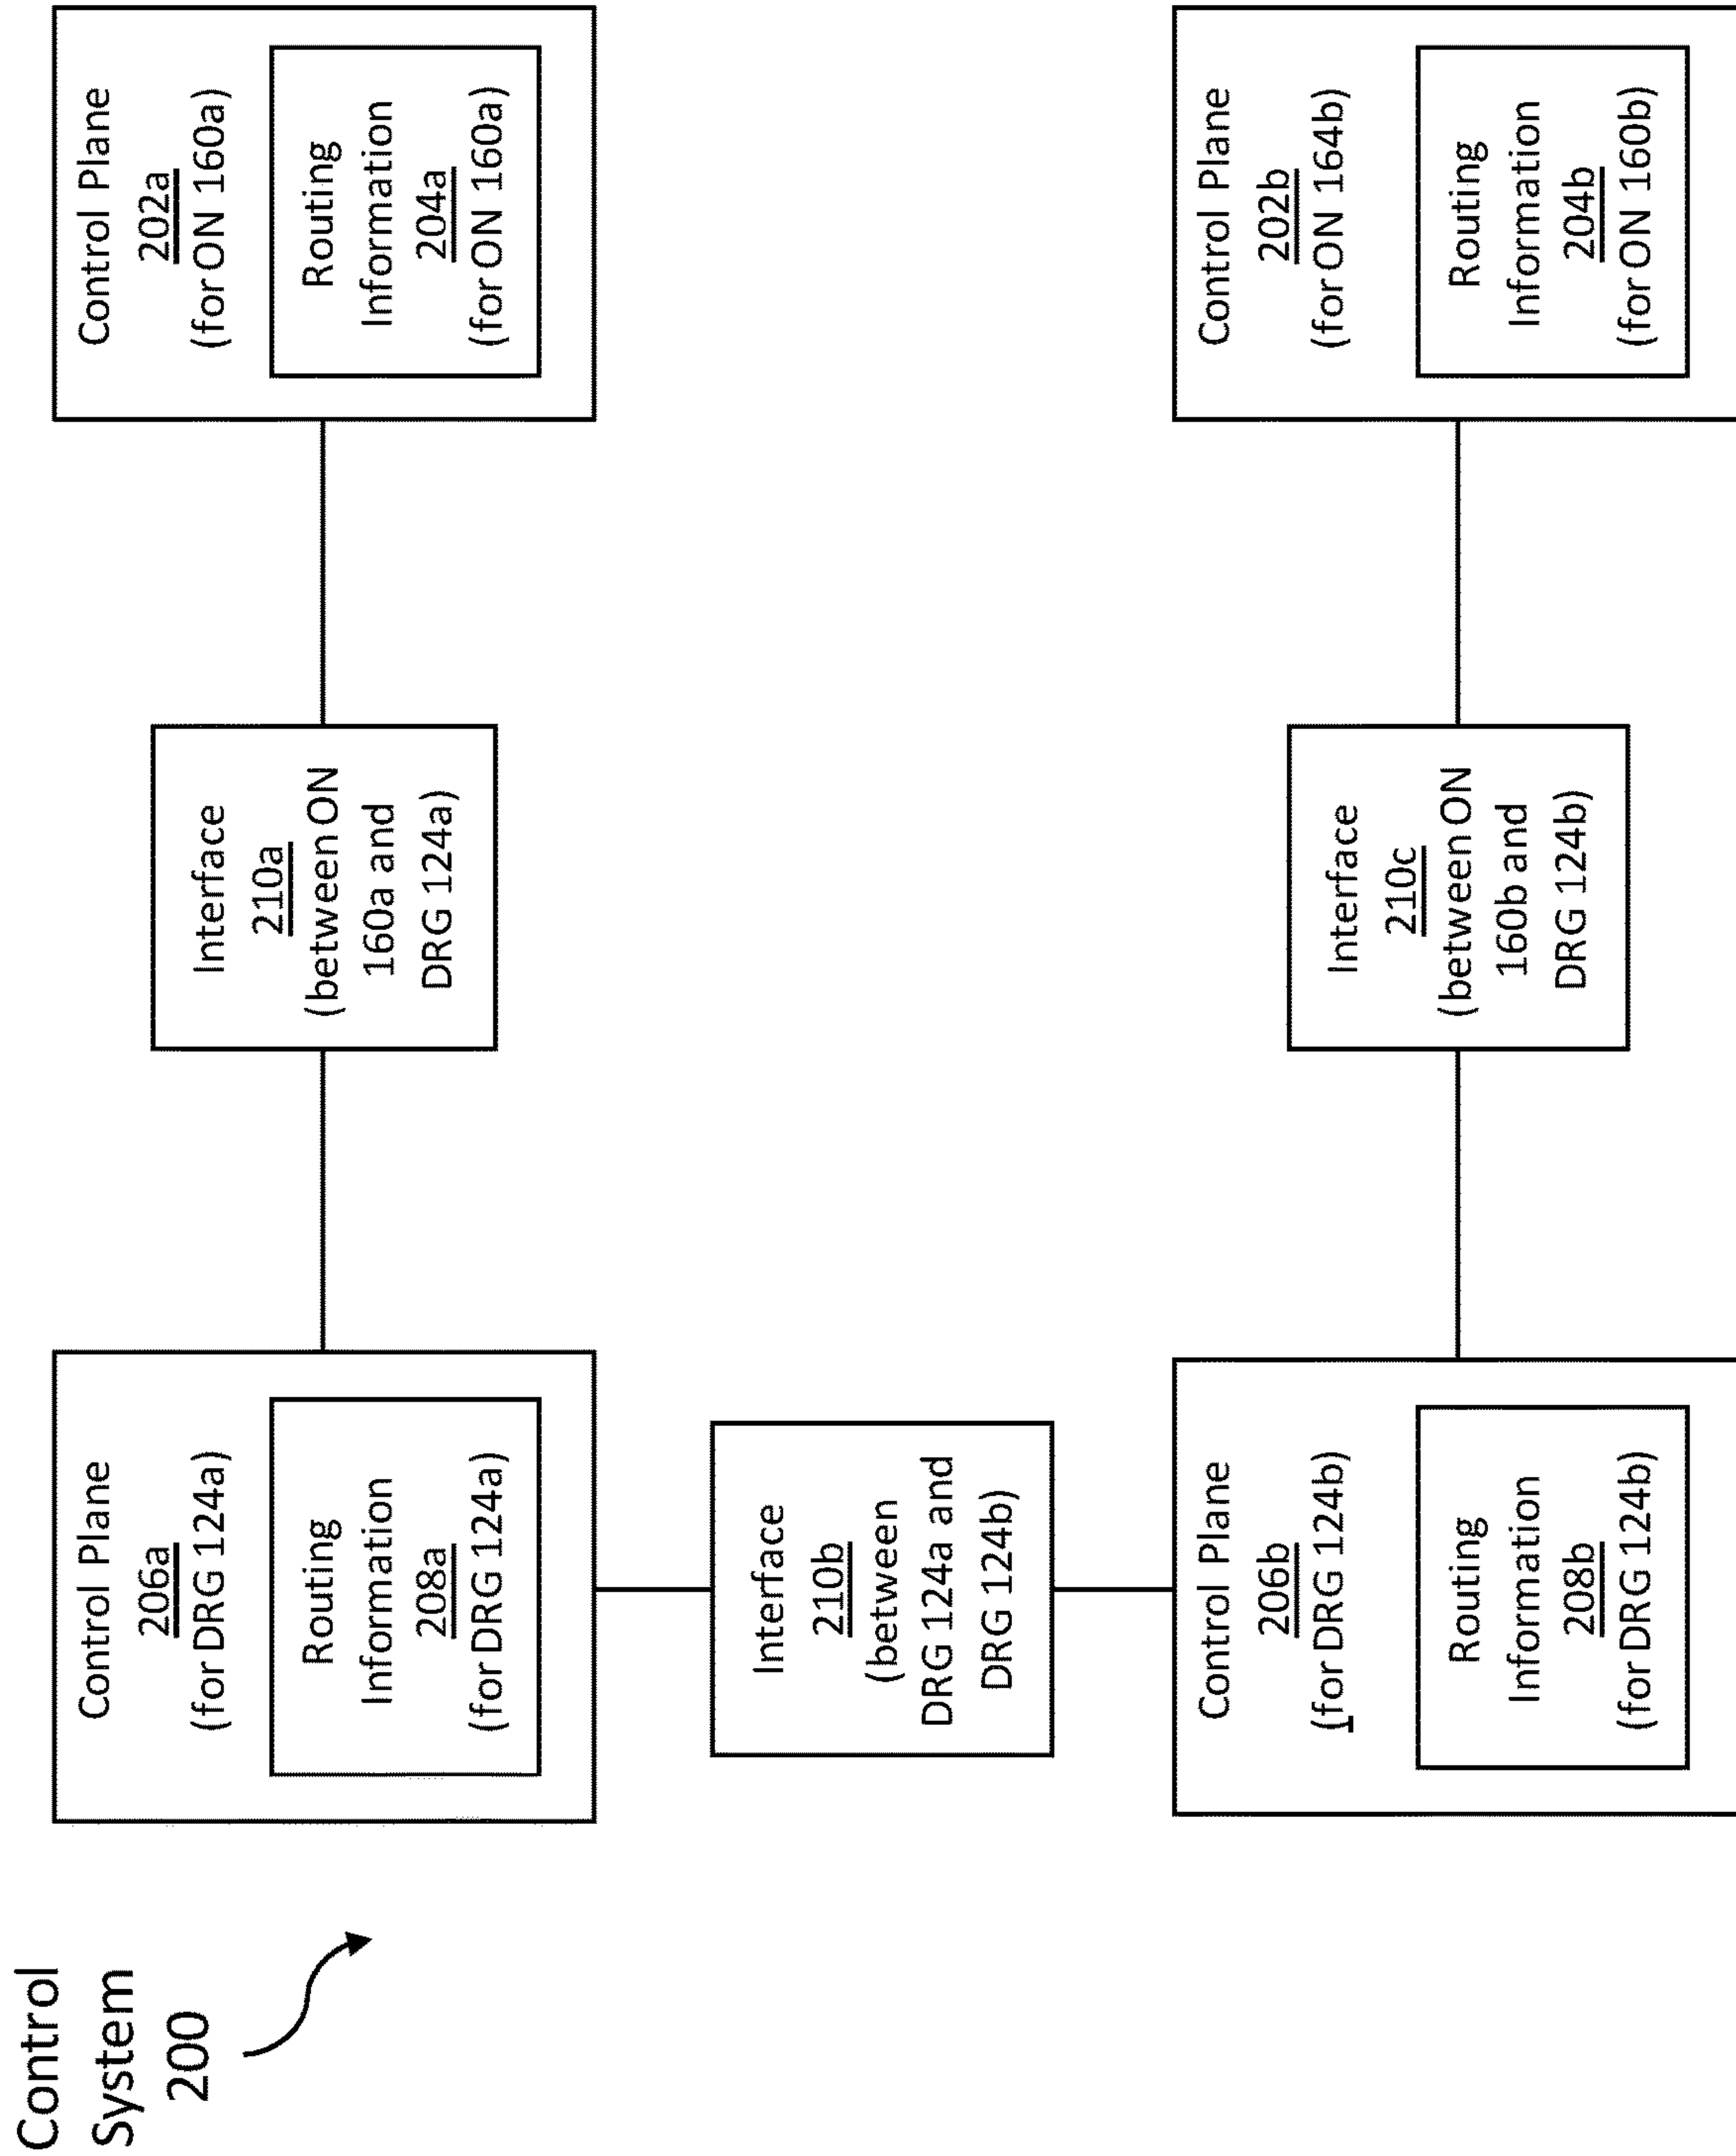 Control
System
200
Control Plane
206a
(for DRG 124a)
Routing
Information
208a
(for DRG 124a)
Interface
210a
(between ON
160a and
DRG 124a)
Control Plane
202a
(for ON 160a)
Routing
Information
204a
(for ON 160a)
Interface
210b
(between
DRG 124a and
DRG 124b)
Control Plane
206b
(for DRG 124b)
Routing
Information
208b
(for DRG 124b)
Interface
210c
(between ON
160b and
DRG 124b)
Control Plane
202b
(for ON 164b)
Routing
Information
204b
(for ON 160b)